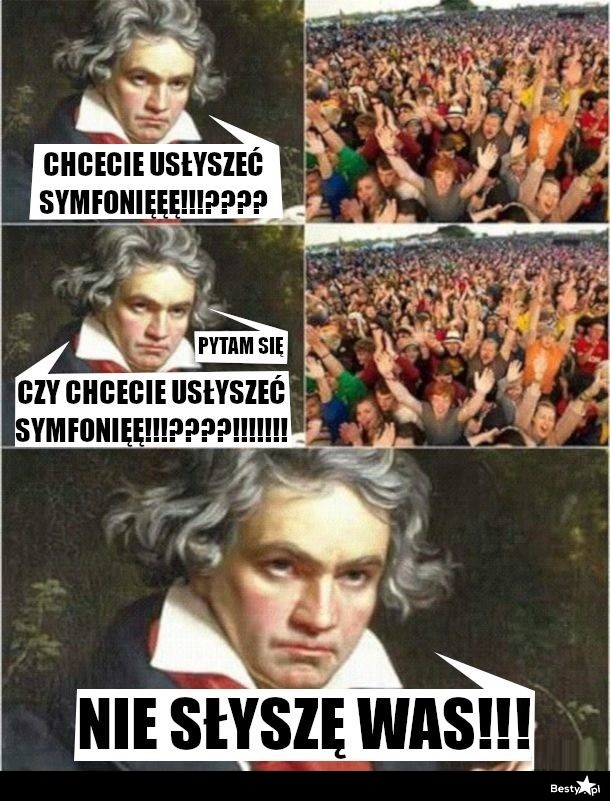 CHCECIE USŁYSZEĆ
SYMFONIĘĘĘ!!!????
PYTAM SIĘ
CZY CHCECIE USŁYSZEĆ
SYMFONIĘĘ!!!????!!!!!!!
NIE SŁYSZĘ WAS!!!
Besty.pl